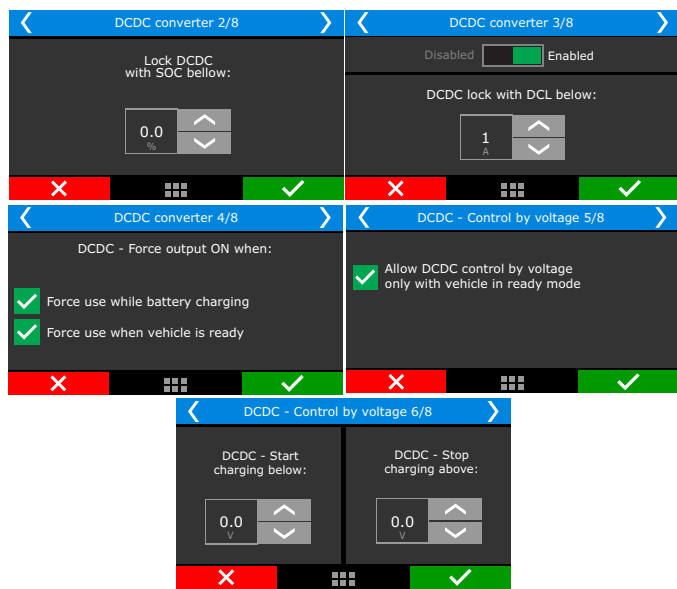 DCDC converter 2/8
Lock DCDC
with SOC bellow:
0.0
%
DCDC converter 3/8
Disabled
Enabled
DCDC lock with DCL below:
1
A
DCDC converter 4/8
DCDC - Force output ON when:
Force use while battery charging
Force use when vehicle is ready
DCDC - Control by voltage 5/8
Allow DCDC control by voltage
only with vehicle in ready mode
DCDC - Control by voltage 6/8
DCDC - Start
charging below:
0.0
V
DCDC - Stop
charging above:
0.0
V